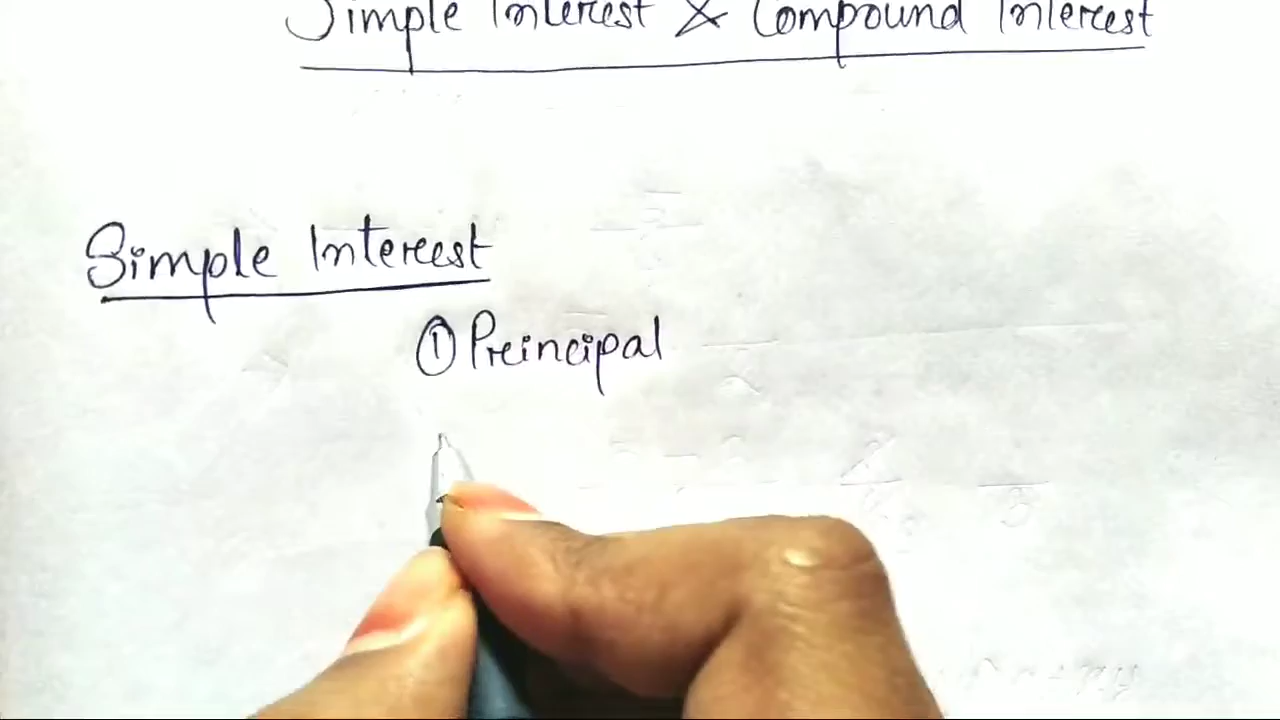 Simple Interest & Compound Interest
Simple Interest
① Principal